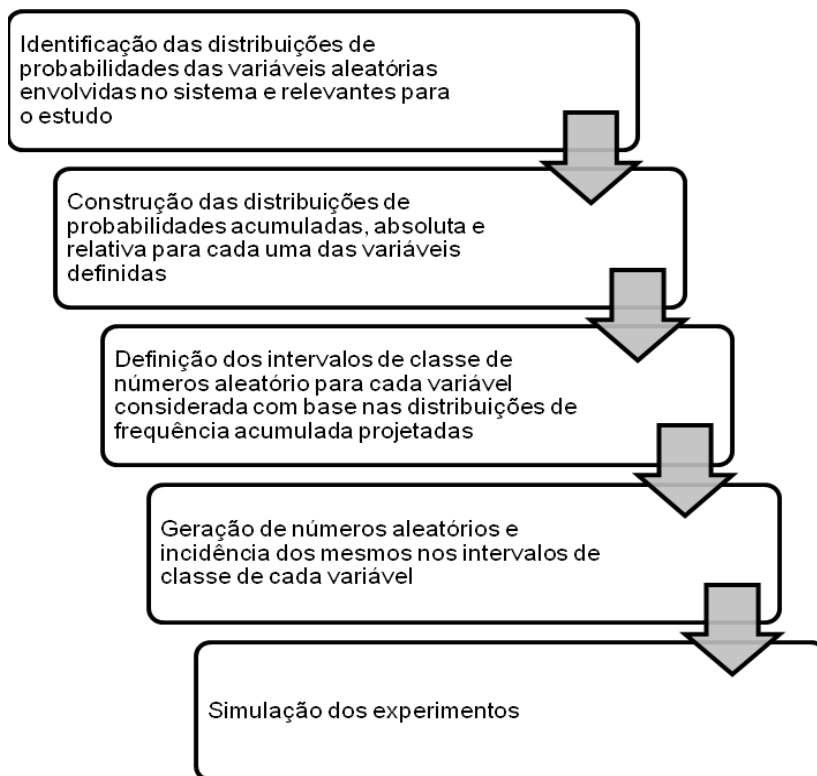 Identificação das distribuições de
probabilidades das variáveis aleatórias
envolvidas no sistema e relevantes para
o estudo
Construção das distribuições de
probabilidades acumuladas, absoluta e
relativa para cada uma das variáveis
definidas
Definição dos intervalos de classe de
números aleatório para cada variável
considerada com base nas distribuições de
frequência acumulada projetadas
Geração de números aleatórios e
incidência dos mesmos nos intervalos de
classe de cada variável
Simulação dos experimentos